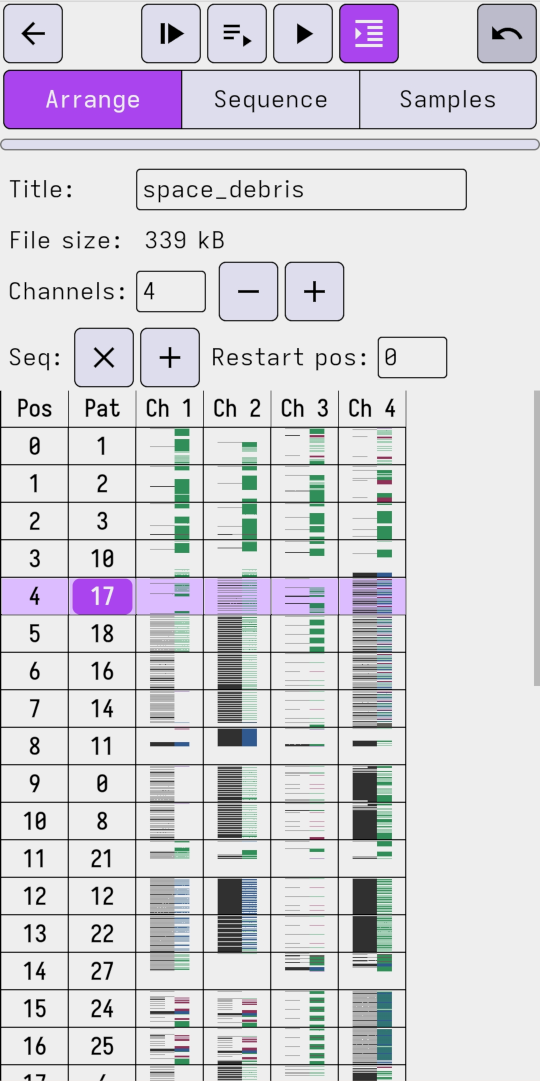 Arrange Sequence Samples
Title: space_debris
File size: 339 kB
Channels: 4
Seq: Restart pos: 0
Pos Pat Ch 1 Ch 2 Ch 3 Ch 4
0 1
1 2
2 3
3 10
4 17
5 18
6 16
7 14
8 11
9 0
10 8
11 21
12 12
13 22
14 27
15 24
16 25